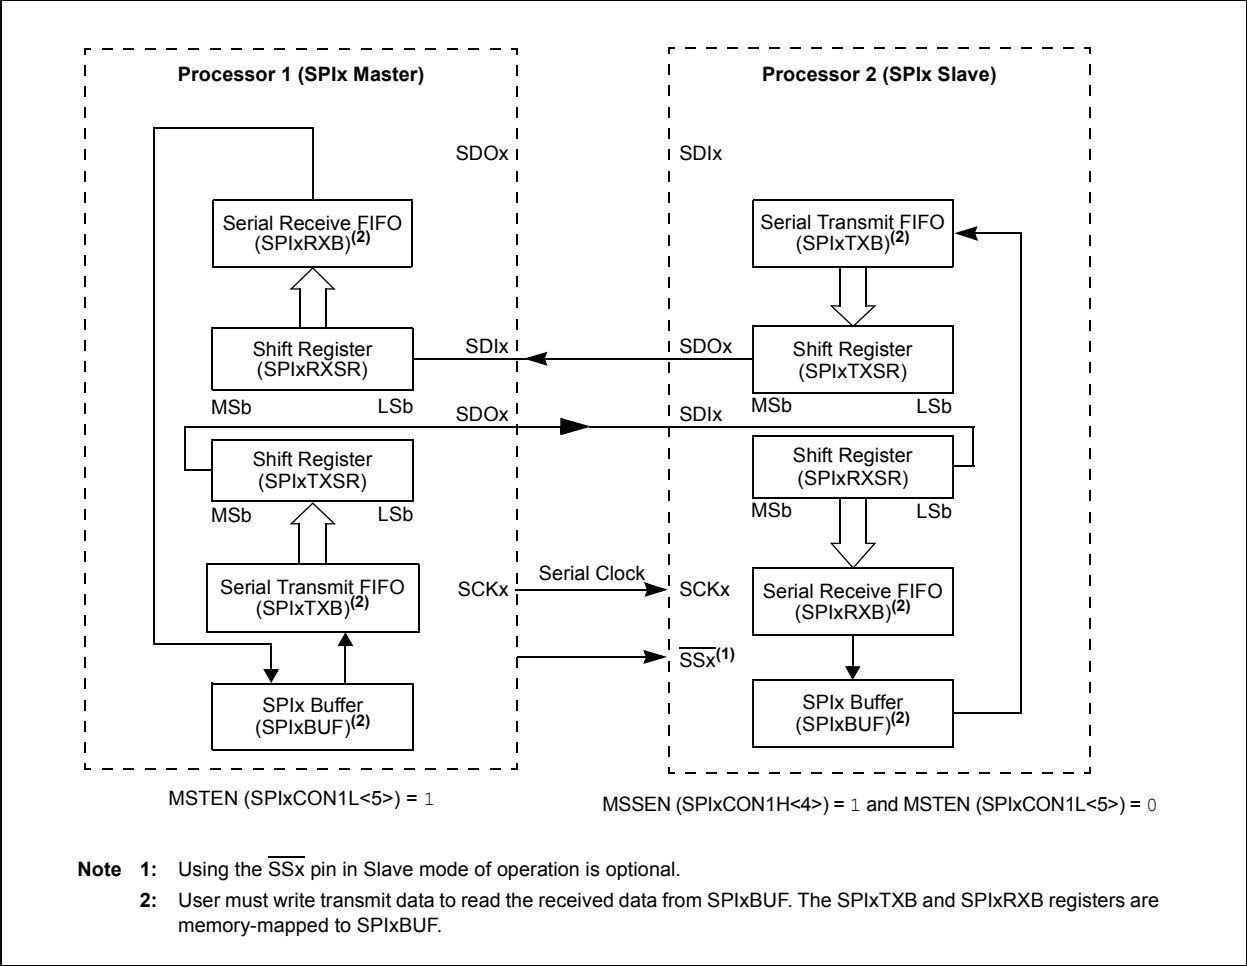 Processor 1 (SPIx Master)
SDOx
Serial Receive FIFO
(SPIxRXB)(2)
Shift Register
(SPIxRXSR)
SDIx
MSb
LSb
SDOx
Shift Register
(SPIxTXSR)
MSb
LSb
Serial Transmit FIFO
(SPIxTXB)(2)
SCKx
SPIx Buffer
(SPIxBUF)(2)
MSTEN (SPIxCON1L<5>) = 1
Serial Clock
Processor 2 (SPIx Slave)
SDIx
Serial Transmit FIFO
(SPIxTXB)(2)
SDOx
Shift Register
(SPIxTXSR)
MSb
LSb
SDIx
Shift Register
(SPIxRXSR)
MSb
LSb
SCKx
Serial Receive FIFO
(SPIxRXB)(2)
SSx(1)
SPIx Buffer
(SPIxBUF)(2)
MSSEN (SPIxCON1H<4>) = 1 and MSTEN (SPIxCON1L<5>) = 0
Note 1: Using the SSx pin in Slave mode of operation is optional.
2: User must write transmit data to read the received data from SPIxBUF. The SPIxTXB and SPIxRXB registers are
memory-mapped to SPIxBUF.